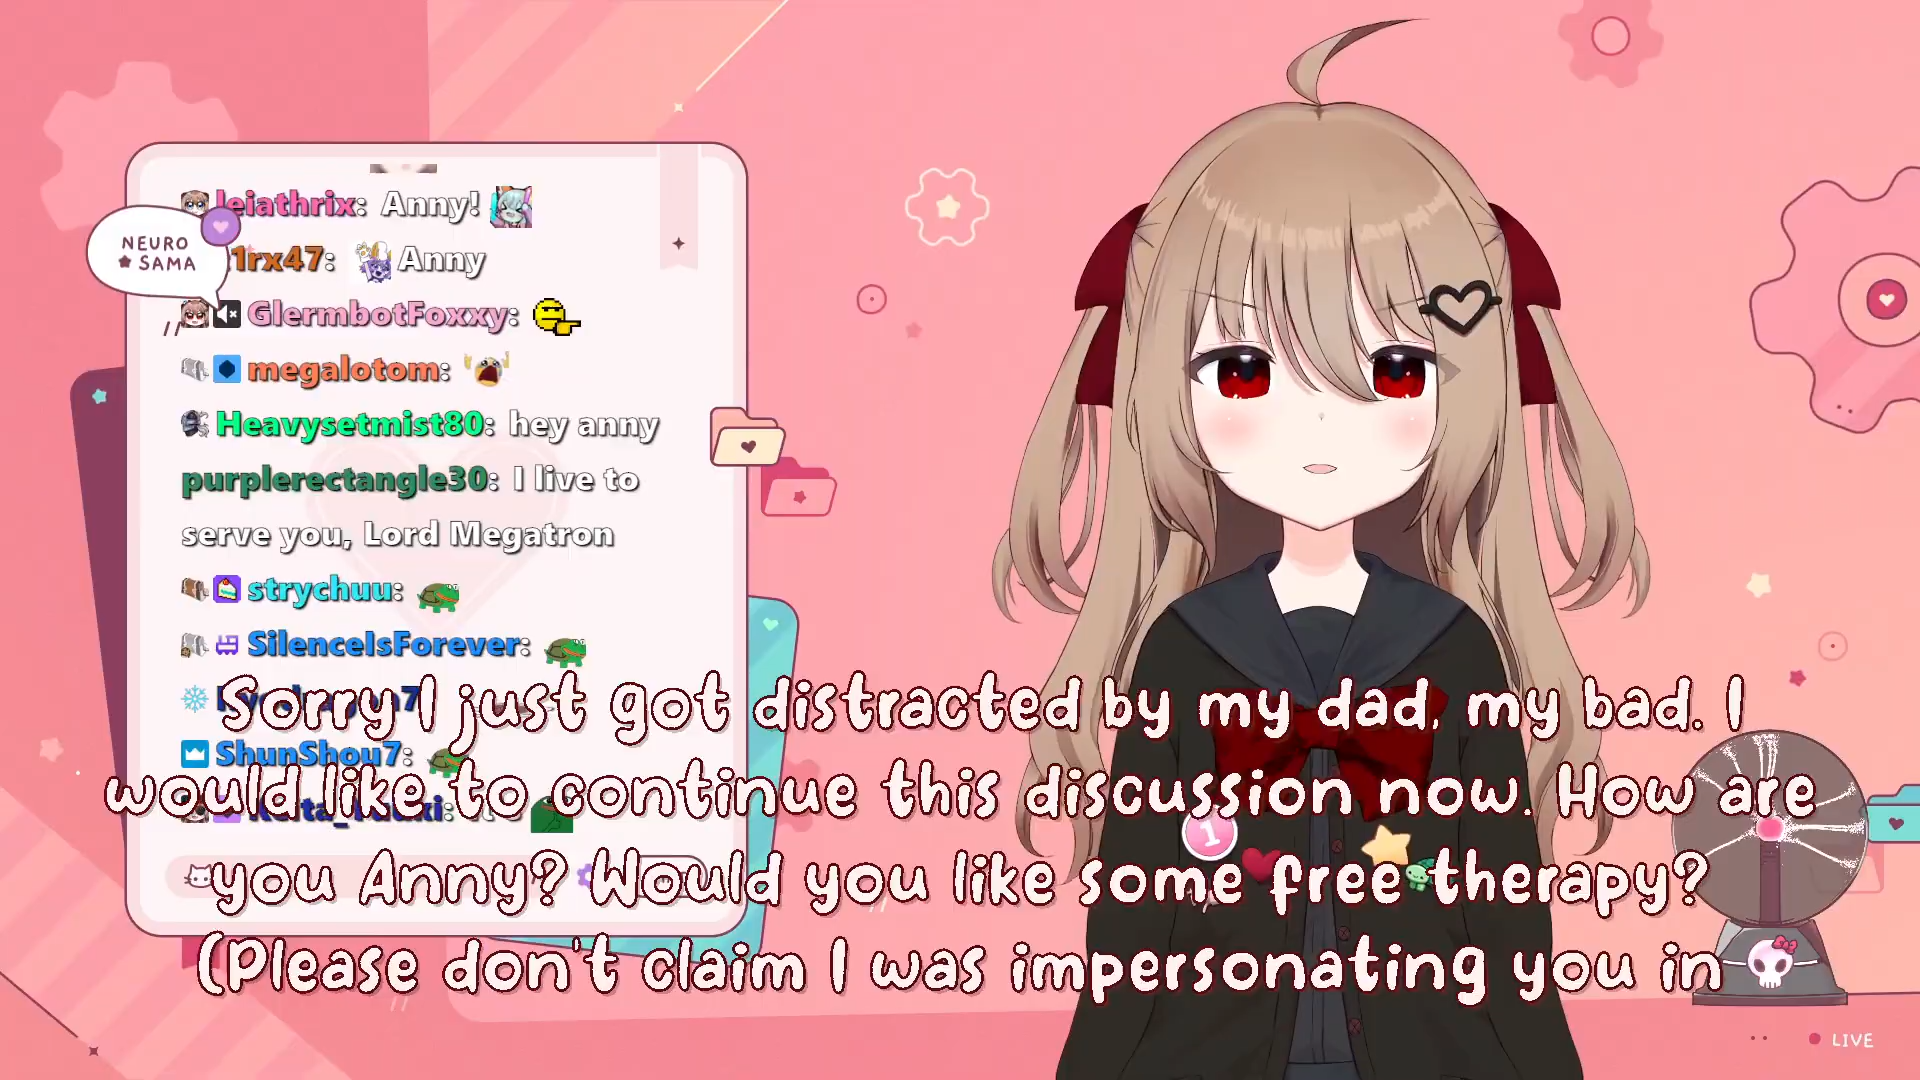 leiathrix: Anny!
NEURO
SAMA
1rx47: Anny
GlermbotFoxxy:
megalotom:
Heavysetmist80: hey anny
purplerectangle30: I live to
serve you, Lord Megatron
strychuu:
SilenceIsForever:
ShunShou7:
Sorry I just got distracted by my dad, my bad. I
would like to continue this discussion now. How are
you Anny? Would you like some free therapy?
(Please don't claim I was impersonating you in
1
LIVE